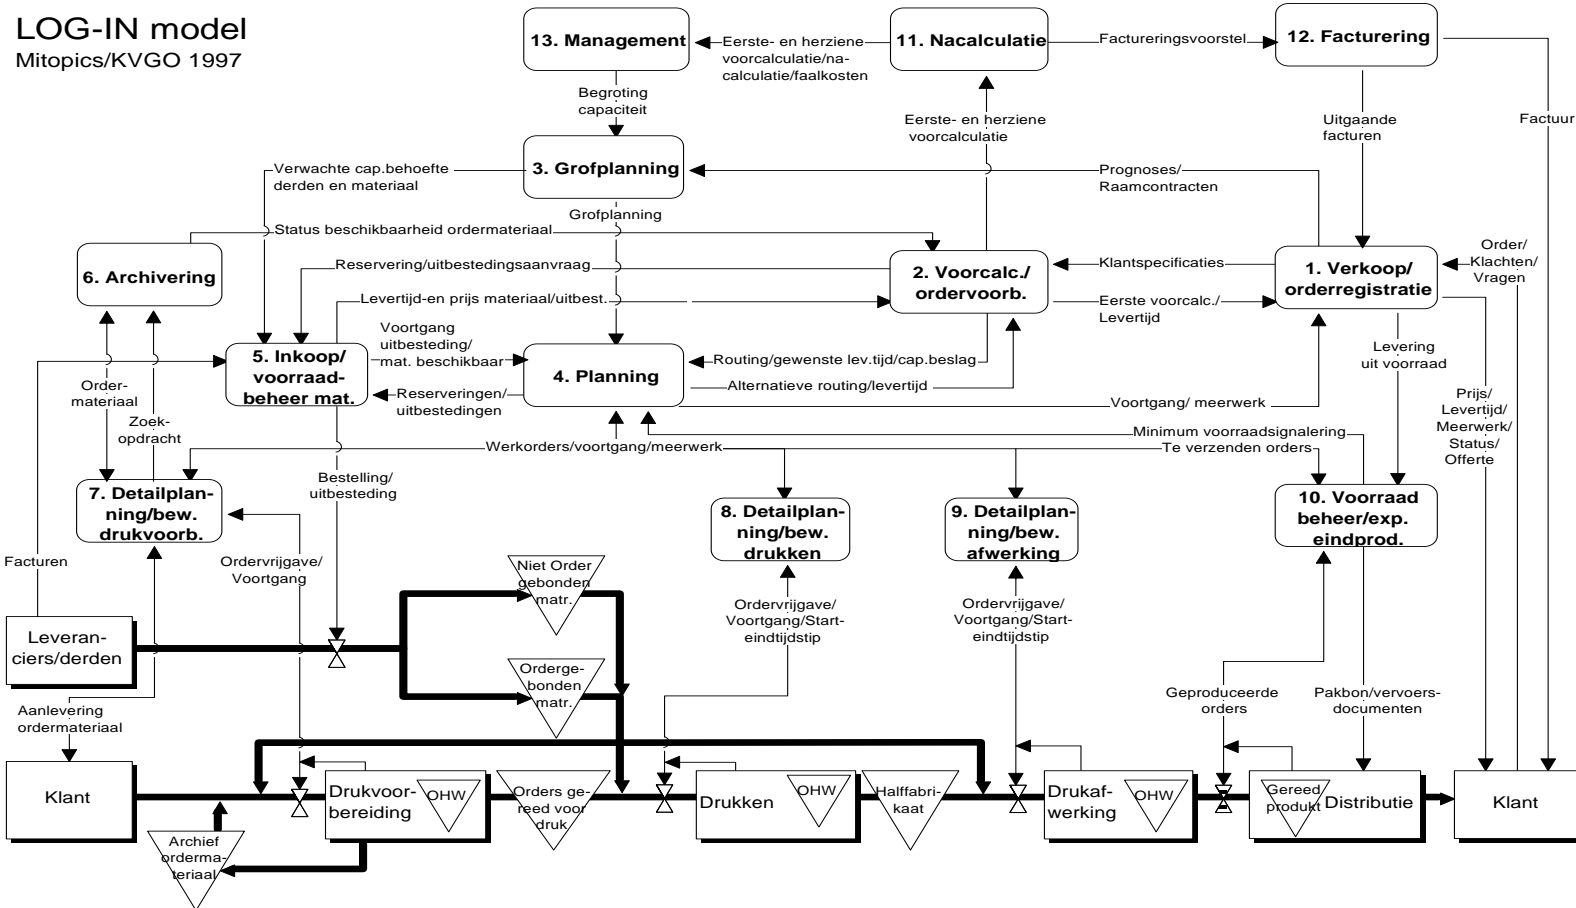 LOG-IN model
Mitopics/KVGO 1997
13. Management
Eerste- en herziene
voorcalculatie/na-
calculatie/faalkosten
11. Nacalculatie
Factureringsvoorstel
12. Facturering
Begroting
capaciteit
Eerste- en herziene
voorcalculatie
Uitgaande
facturen
Factuur
Verwachte cap.behoefte
derden en materiaal
3. Grofplanning
Prognoses/
Raamcontracten
Grofplanning
Status beschikbaarheid ordermateriaal
6. Archivering
Reservering/uitbestedingsaanvraag
2. Voorcalc./
ordervoorb.
Klantspecificaties
1. Verkoop/
orderregistratie
Order/
Klachten/
Vragen
Levertijd-en prijs materiaal/uitbest.
Eerste voorcalc./
Levertijd
Voortgang
uitbesteding/
mat. beschikbaar
5. Inkoop/
voorraad-
beheer mat.
4. Planning
Routing/gewenste lev.tijd/cap.beslag
Alternatieve routing/levertijd
Levering
uit voorraad
Order-
materiaal
Zoek-
opdracht
Reserveringen/
uitbestedingen
Voortgang/ meerwerk
Prijs/
Levertijd/
Meerwerk/
Status/
Offerte
Minimum voorraadsignalering
Werkorders/voortgang/meerwerk
Te verzenden orders
Bestelling/
uitbesteding
7. Detailplan-
ning/bew.
drukvoorb.
8. Detailplan-
ning/bew.
drukken
9. Detailplan-
ning/bew.
afwerking
10. Voorraad
beheer/exp.
eindprod.
Facturen
Ordervrijgave/
Voortgang
Niet Order
gebonden
matr.
Ordervrijgave/
Voortgang/Start-
eindtijdstip
Ordervrijgave/
Voortgang/Start-
eindtijdstip
Leveran-
ciers/derden
Orderge-
bonden
matr.
Aanlevering
ordermateriaal
Geproduceerde
orders
Pakbon/vervoers-
documenten
Klant
Drukvoor-
bereiding
OHW
Orders ge-
reed voor
druk
Drukken
OHW
Halffabri-
kaat
Drukaf-
werking
OHW
Gereed
produkt
Distributie
Klant
Archief
orderma-
teriaal